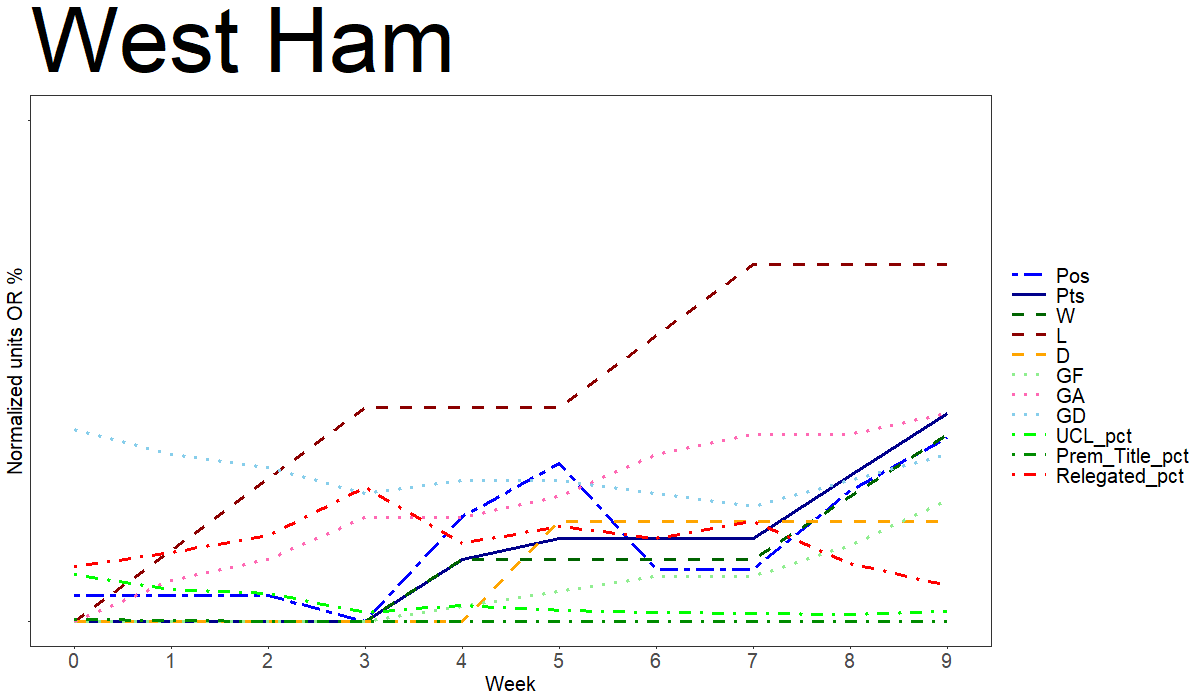 West Ham
Normalized units OR %
0 1 2 3 4 5 6 7 8 9
Week
Pos
Pts
W
L
D
GF
GA
GD
UCL_pct
Prem_Title_pct
Relegated_pct